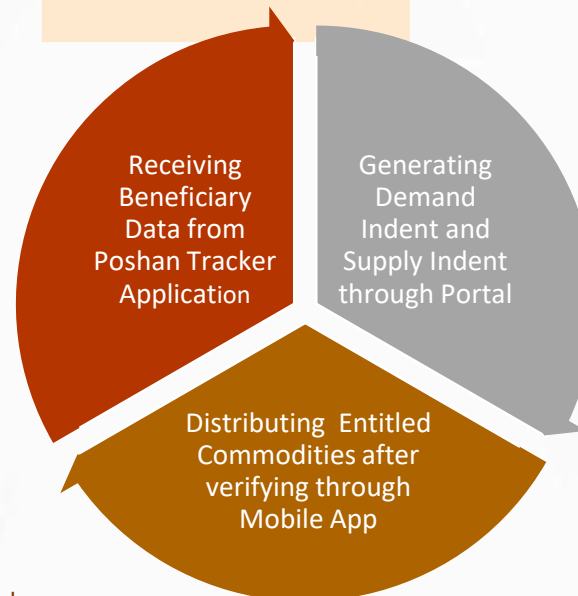 Receiving
Beneficiary
Data from
Poshan Tracker
Application
Generating
Demand
Indent and
Supply Indent
through Portal
Distributing Entitled
Commodities after
verifying through
Mobile App